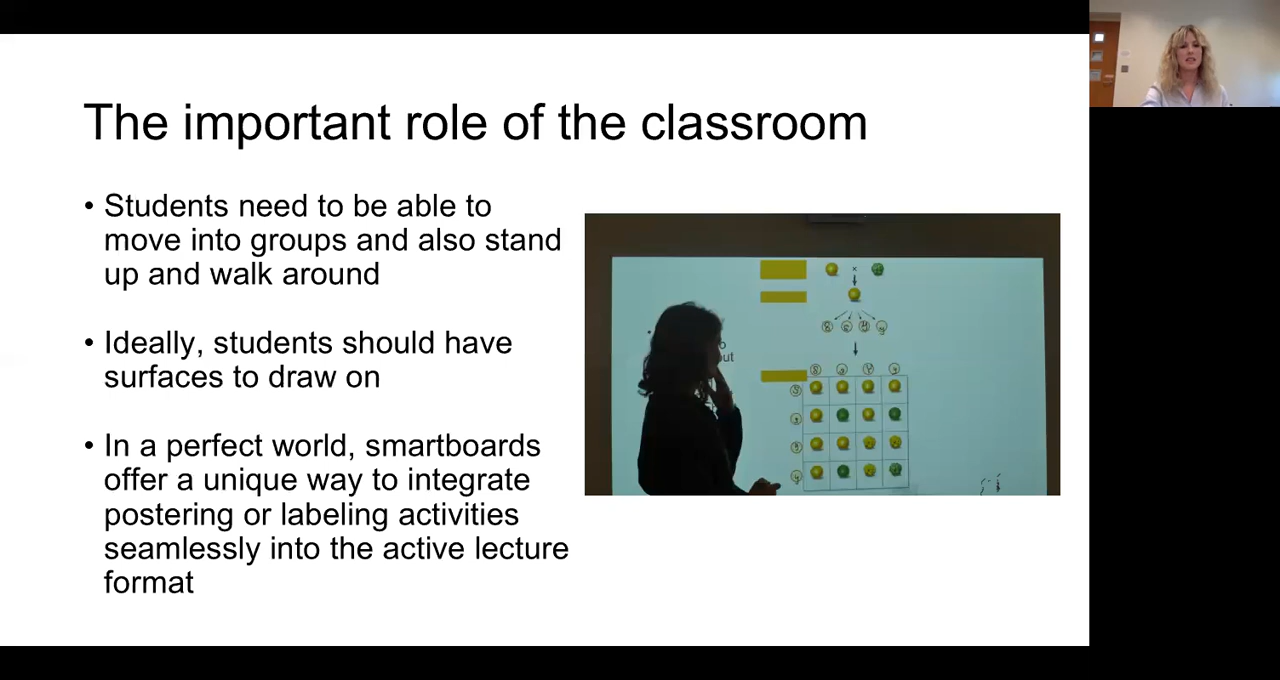 The important role of the classroom
• Students need to be able to
move into groups and also stand
up and walk around
• Ideally, students should have
surfaces to draw on
• In a perfect world, smartboards
offer a unique way to integrate
postering or labeling activities
seamlessly into the active lecture
format